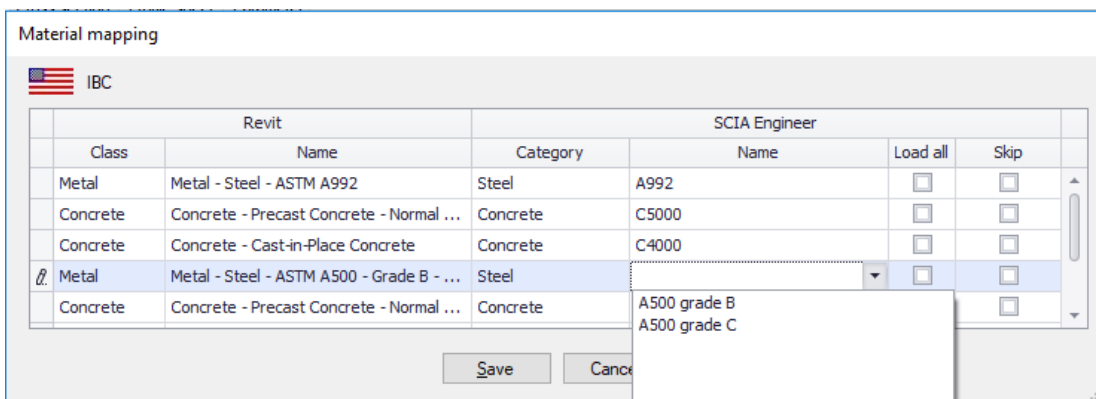 Material mapping
IBC
Revit SCIA Engineer
Class Name Category Name Load all Skip
Metal Metal - Steel - ASTM A992 Steel A992
Concrete Concrete - Precast Concrete - Normal ... Concrete C5000
Concrete Concrete - Cast-in-Place Concrete Concrete C4000
Metal Metal - Steel - ASTM A500 - Grade B - ... Steel
Concrete Concrete - Precast Concrete - Normal ... Concrete
A500 grade B
A500 grade C
Save Cance